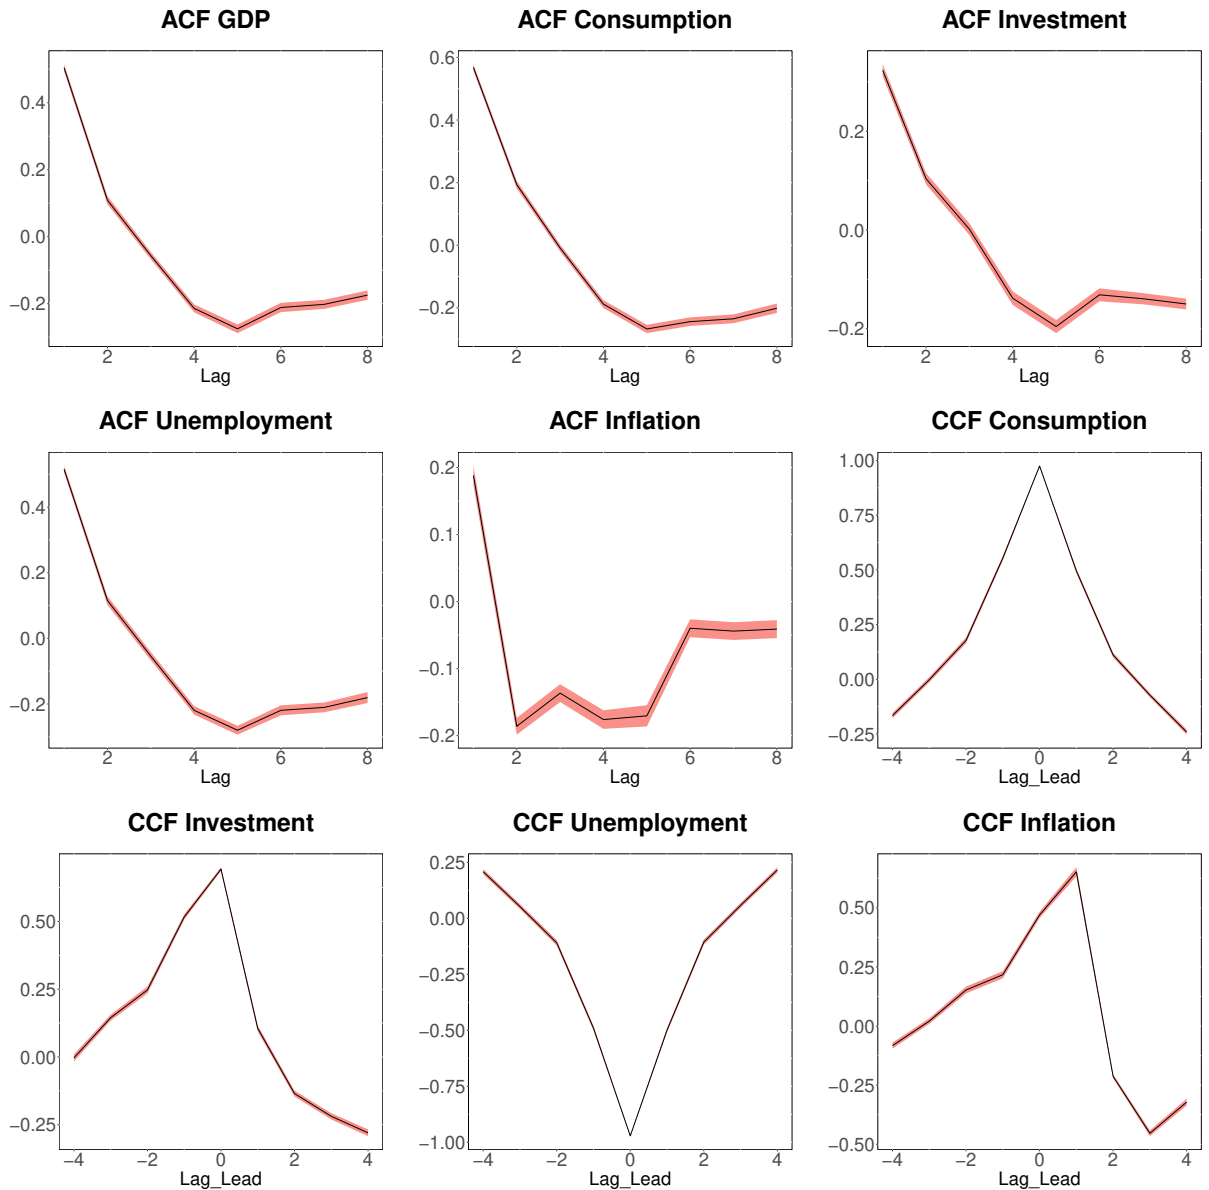 ACF GDP
0.4
0.2
0.0
−0.2
2 4 6 8
Lag
ACF Consumption
0.6
0.4
0.2
0.0
−0.2
2 4 6 8
Lag
ACF Investment
0.2
0.0
−0.2
2 4 6 8
Lag
ACF Unemployment
0.4
0.2
0.0
−0.2
2 4 6 8
Lag
ACF Inflation
0.2
0.1
0.0
−0.1
−0.2
2 4 6 8
Lag
CCF Consumption
1.00
0.75
0.50
0.25
0.00
−0.25
−4 −2 0 2 4
Lag_Lead
CCF Investment
0.50
0.25
0.00
−0.25
−4 −2 0 2 4
Lag_Lead
CCF Unemployment
0.25
0.00
−0.25
−0.50
−0.75
−1.00
−4 −2 0 2 4
Lag_Lead
CCF Inflation
0.50
0.25
0.00
−0.25
−0.50
−4 −2 0 2 4
Lag_Lead